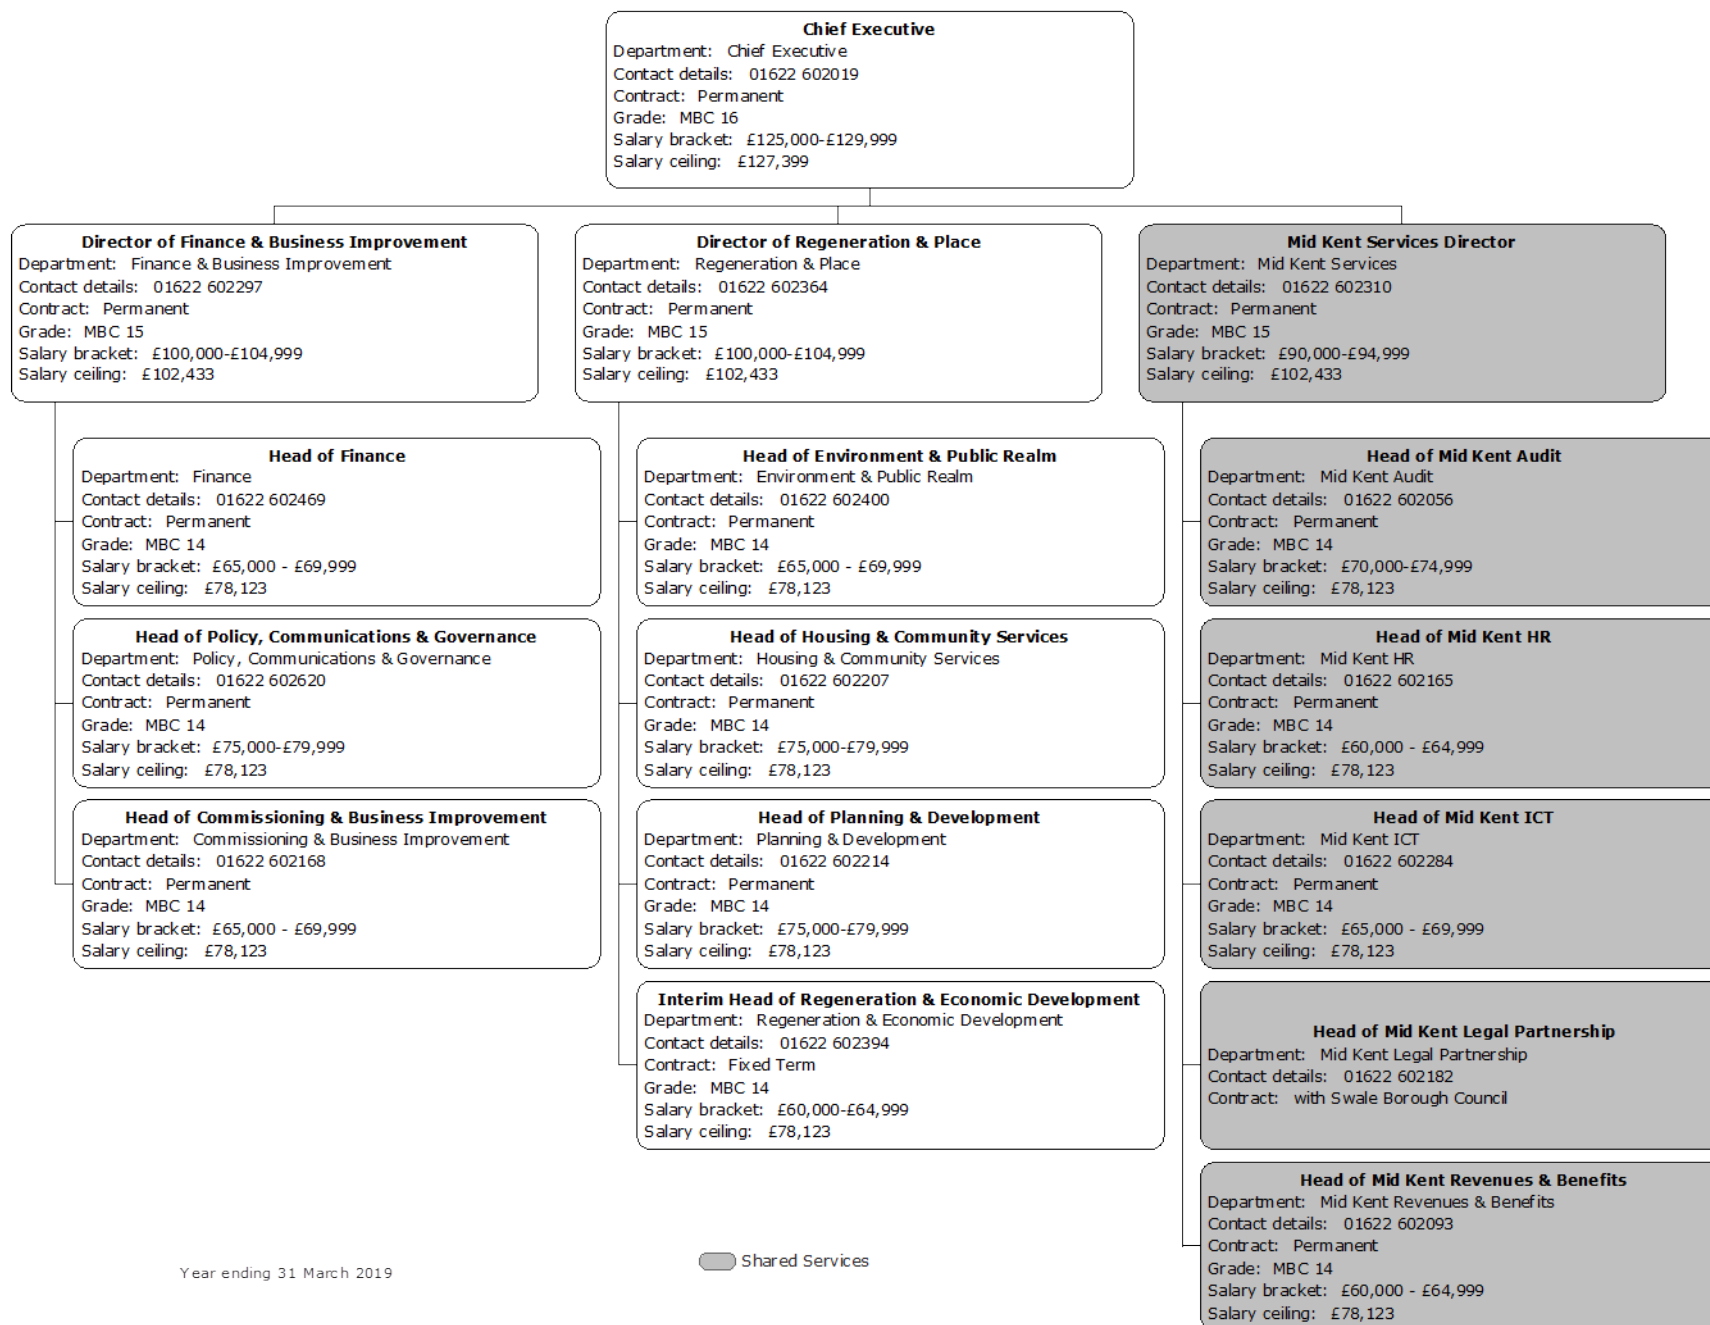 Chief Executive
Department: Chief Executive
Contact details: 01622 602019
Contract: Permanent
Grade: MBC 16
Salary bracket: £125,000-£129,999
Salary ceiling: £127,399
Director of Finance & Business Improvement
Department: Finance & Business Improvement
Contact details: 01622 602297
Contract: Permanent
Grade: MBC 15
Salary bracket: £100,000-£104,999
Salary ceiling: £102,433
Head of Finance
Department: Finance
Contact details: 01622 602469
Contract: Permanent
Grade: MBC 14
Salary bracket: £65,000 - £69,999
Salary ceiling: £78,123
Head of Policy, Communications & Governance
Department: Policy, Communications & Governance
Contact details: 01622 602620
Contract: Permanent
Grade: MBC 14
Salary bracket: £75,000-£79,999
Salary ceiling: £78,123
Head of Commissioning & Business Improvement
Department: Commissioning & Business Improvement
Contact details: 01622 602168
Contract: Permanent
Grade: MBC 14
Salary bracket: £65,000 - £69,999
Salary ceiling: £78,123
Director of Regeneration & Place
Department: Regeneration & Place
Contact details: 01622 602364
Contract: Permanent
Grade: MBC 15
Salary bracket: £100,000-£104,999
Salary ceiling: £102,433
Head of Environment & Public Realm
Department: Environment & Public Realm
Contact details: 01622 602400
Contract: Permanent
Grade: MBC 14
Salary bracket: £65,000 - £69,999
Salary ceiling: £78,123
Head of Housing & Community Services
Department: Housing & Community Services
Contact details: 01622 602207
Contract: Permanent
Grade: MBC 14
Salary bracket: £75,000-£79,999
Salary ceiling: £78,123
Head of Planning & Development
Department: Planning & Development
Contact details: 01622 602214
Contract: Permanent
Grade: MBC 14
Salary bracket: £75,000-£79,999
Salary ceiling: £78,123
Interim Head of Regeneration & Economic Development
Department: Regeneration & Economic Development
Contact details: 01622 602394
Contract: Fixed Term
Grade: MBC 14
Salary bracket: £60,000-£64,999
Salary ceiling: £78,123
Mid Kent Services Director
Department: Mid Kent Services
Contact details: 01622 602310
Contract: Permanent
Grade: MBC 15
Salary bracket: £90,000-£94,999
Salary ceiling: £102,433
Head of Mid Kent Audit
Department: Mid Kent Audit
Contact details: 01622 602056
Contract: Permanent
Grade: MBC 14
Salary bracket: £70,000-£74,999
Salary ceiling: £78,123
Head of Mid Kent HR
Department: Mid Kent HR
Contact details: 01622 602165
Contract: Permanent
Grade: MBC 14
Salary bracket: £60,000 - £64,999
Salary ceiling: £78,123
Head of Mid Kent ICT
Department: Mid Kent ICT
Contact details: 01622 602284
Contract: Permanent
Grade: MBC 14
Salary bracket: £65,000 - £69,999
Salary ceiling: £78,123
Head of Mid Kent Legal Partnership
Department: Mid Kent Legal Partnership
Contact details: 01622 602182
Contract: with Swale Borough Council
Head of Mid Kent Revenues & Benefits
Department: Mid Kent Revenues & Benefits
Contact details: 01622 602093
Contract: Permanent
Grade: MBC 14
Salary bracket: £60,000 - £64,999
Salary ceiling: £78,123
Year ending 31 March 2019
Shared Services